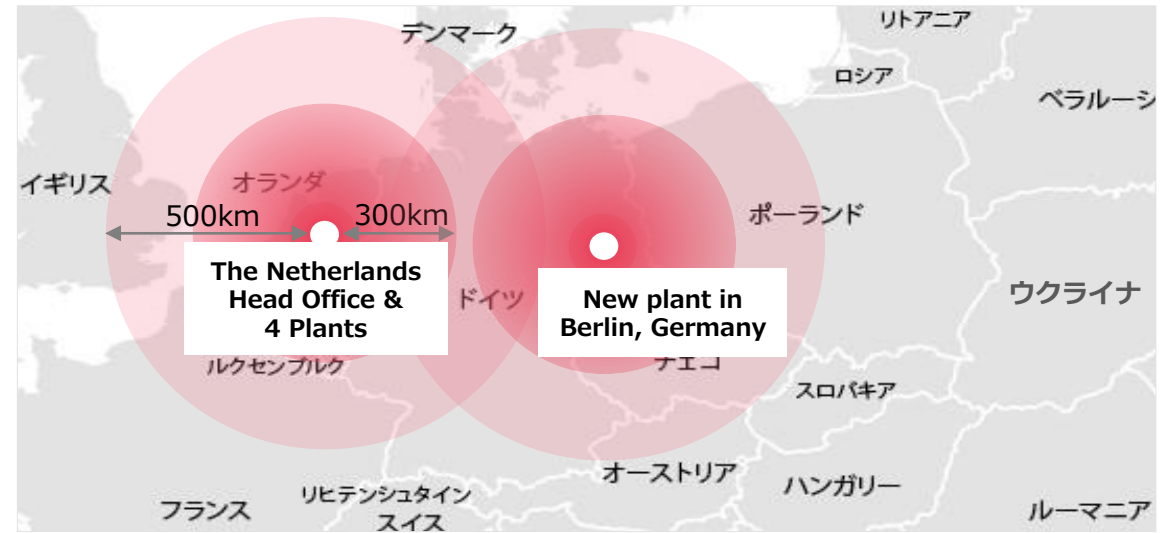 リトアニア
デンマーク
ロシア
ベラルーシ
イギリス
オランダ
500km
300km
ポーランド
The Netherlands
Head Office &
4 Plants
ドイツ
New plant in
Berlin, Germany
ウクライナ
ルクセンブルク
チェコ
スロバキア
オーストリア
ハンガリー
リヒテンシュタイン
スイス
フランス
ルーマニア